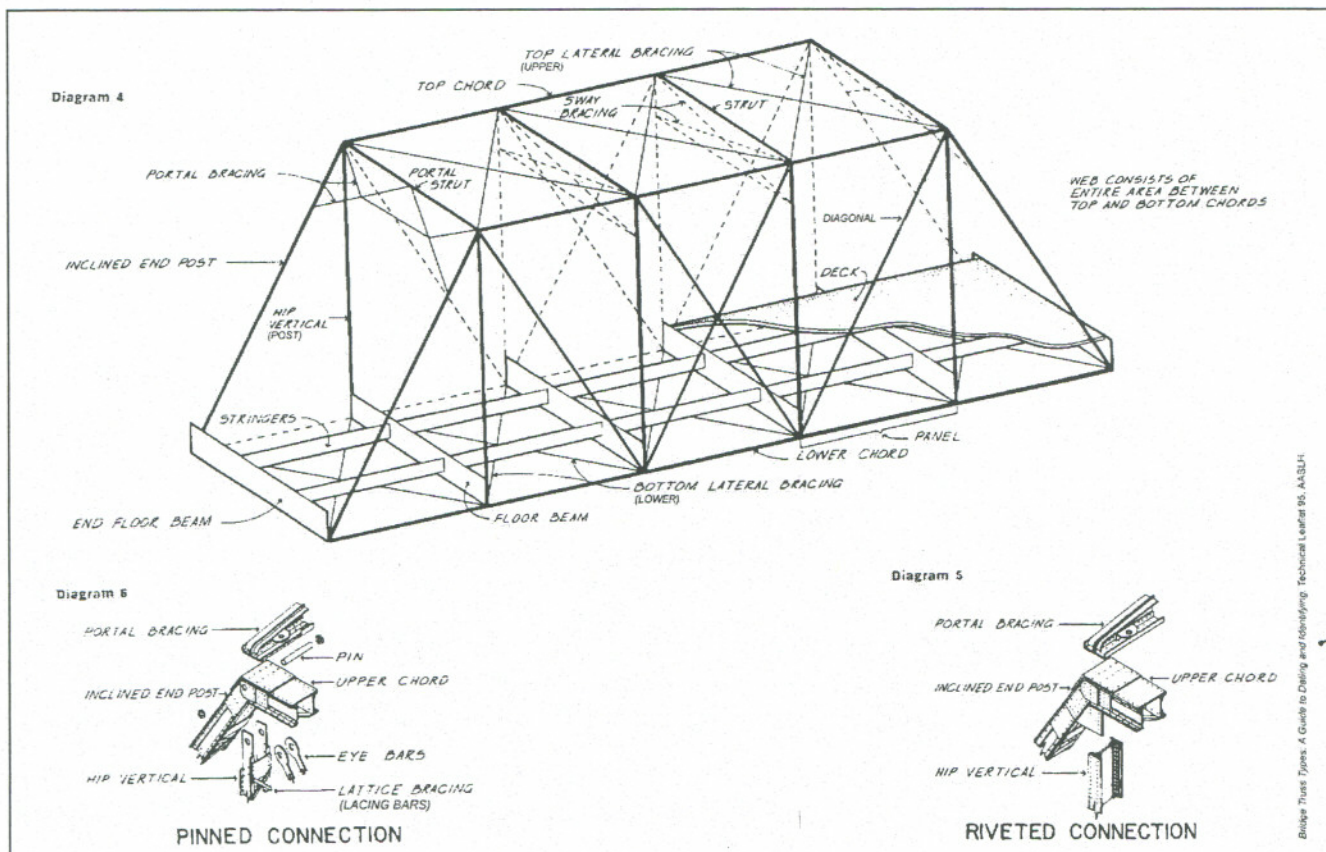 Diagram 4
TOP LATERAL BRACING
(UPPER)
TOP CHORD
SWAY
BRACING
STRUT
PORTAL BRACING
PORTAL
STRUT
WEB CONSISTS OF
ENTIRE AREA BETWEEN
TOP AND BOTTOM CHORDS
DIAGONAL
INCLINED END POST
DECK
HIP
VERTICAL
(POST)
STRINGERS
PANEL
LOWER CHORD
BOTTOM LATERAL BRACING
(LOWER)
END FLOOR BEAM
FLOOR BEAM
Diagram 6
PORTAL BRACING
PIN
UPPER CHORD
INCLINED END POST
EYE BARS
HIP VERTICAL
LATTICE BRACING
(LACING BARS)
PINNED CONNECTION
Diagram 5
PORTAL BRACING
UPPER CHORD
INCLINED END POST
HIP VERTICAL
RIVETED CONNECTION
Bridge Truss Types: A Guide to Dating and Identifying, Technical Leaflet 95, AASLH.